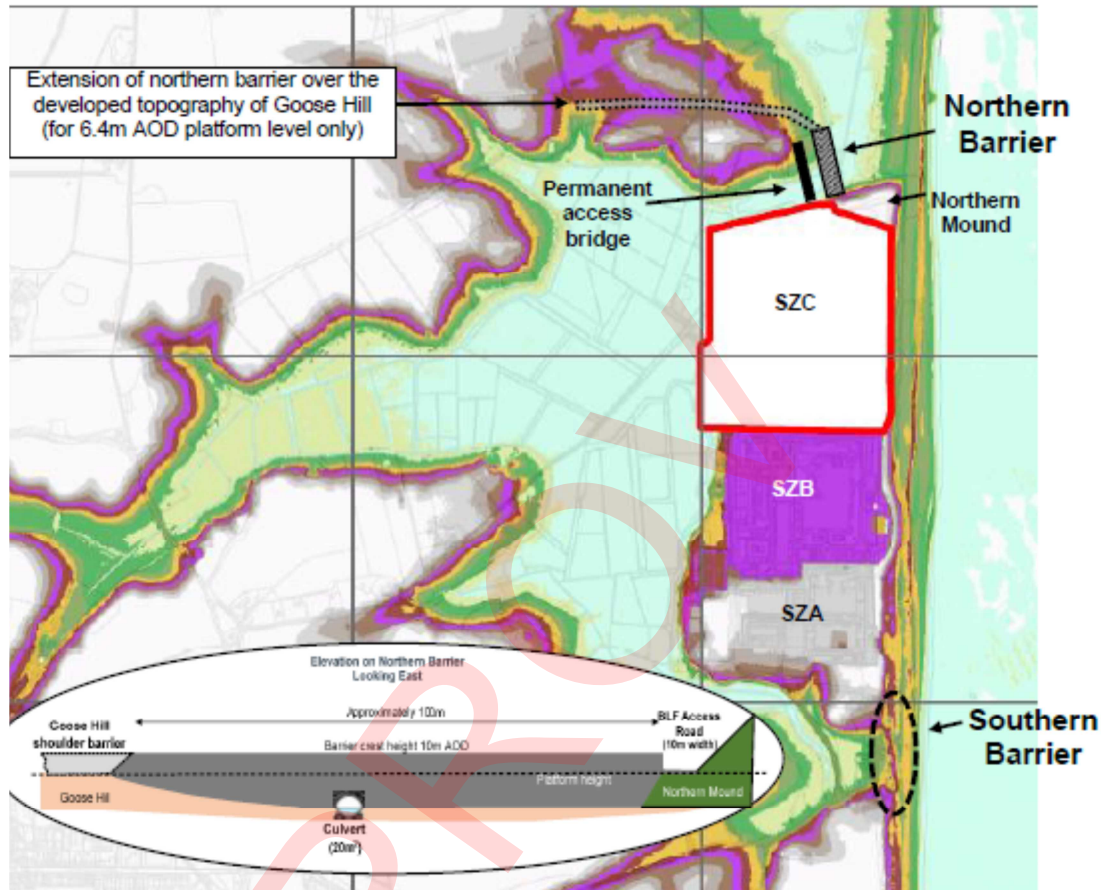 Extension of northern barrier over the
developed topography of Goose Hill
(for 6.4m AOD platform level only)
Northern
Barrier
Permanent
access
bridge
Northern
Mound
SZC
SZB
SZA
Southern
Barrier
Elevation on Northern Barrier
Looking East
Approximately 100m
Goose Hill
shoulder barrier
BLF Access
Road
(10m width)
Barrier crest height 10m AOD
Platform height
Goose Hill
Northern Mound
Culvert
(20m²)
PROV